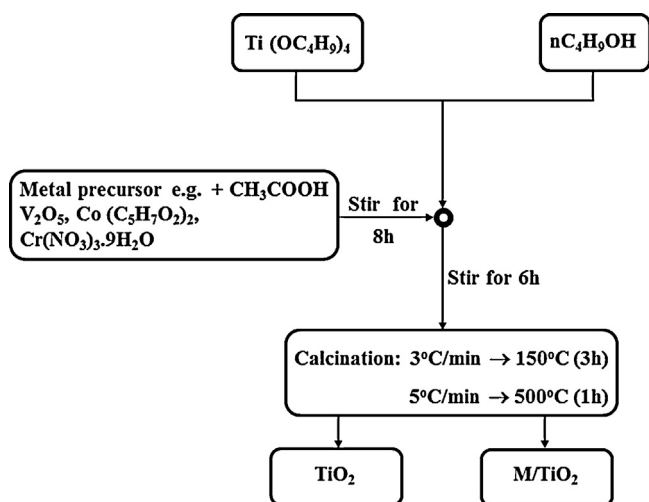 Ti (OC₄H₉)₄
nC₄H₉OH
Metal precursor e.g. + CH₃COOH
V₂O₅, Co (C₅H₇O₂)₂,
Cr(NO₃)₃.9H₂O
Stir for
8h
Stir for 6h
Calcination: 3°C/min → 150°C (3h)
5°C/min → 500°C (1h)
TiO₂
M/TiO₂